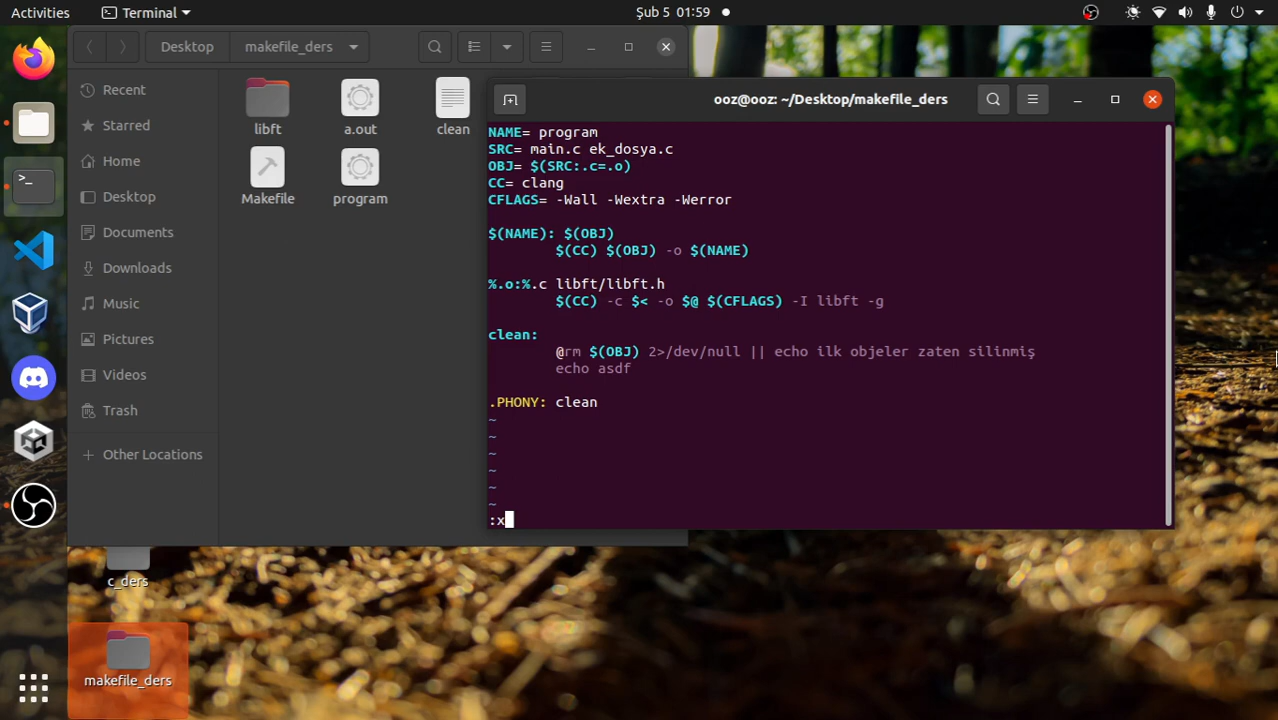 Activities
Terminal
Şub 5 01:59
Desktop
makefile_ders
Recent
Starred
Home
Desktop
Documents
Downloads
Music
Pictures
Videos
Trash
Other Locations
libft
a.out
clean
Makefile
program
ooz@ooz: ~/Desktop/makefile_ders
NAME= program
SRC= main.c ek_dosya.c
OBJ= $(SRC:.c=.o)
CC= clang
CFLAGS= -Wall -Wextra -Werror
$(NAME): $(OBJ)
$(CC) $(OBJ) -o $(NAME)
%.o:%.c libft/libft.h
$(CC) -c $< -o $@ $(CFLAGS) -I libft -g
clean:
@rm $(OBJ) 2>/dev/null || echo ilk objeler zaten silinmiş
echo asdf
.PHONY: clean
~
~
~
~
~
~
:x
c_ders
makefile_ders